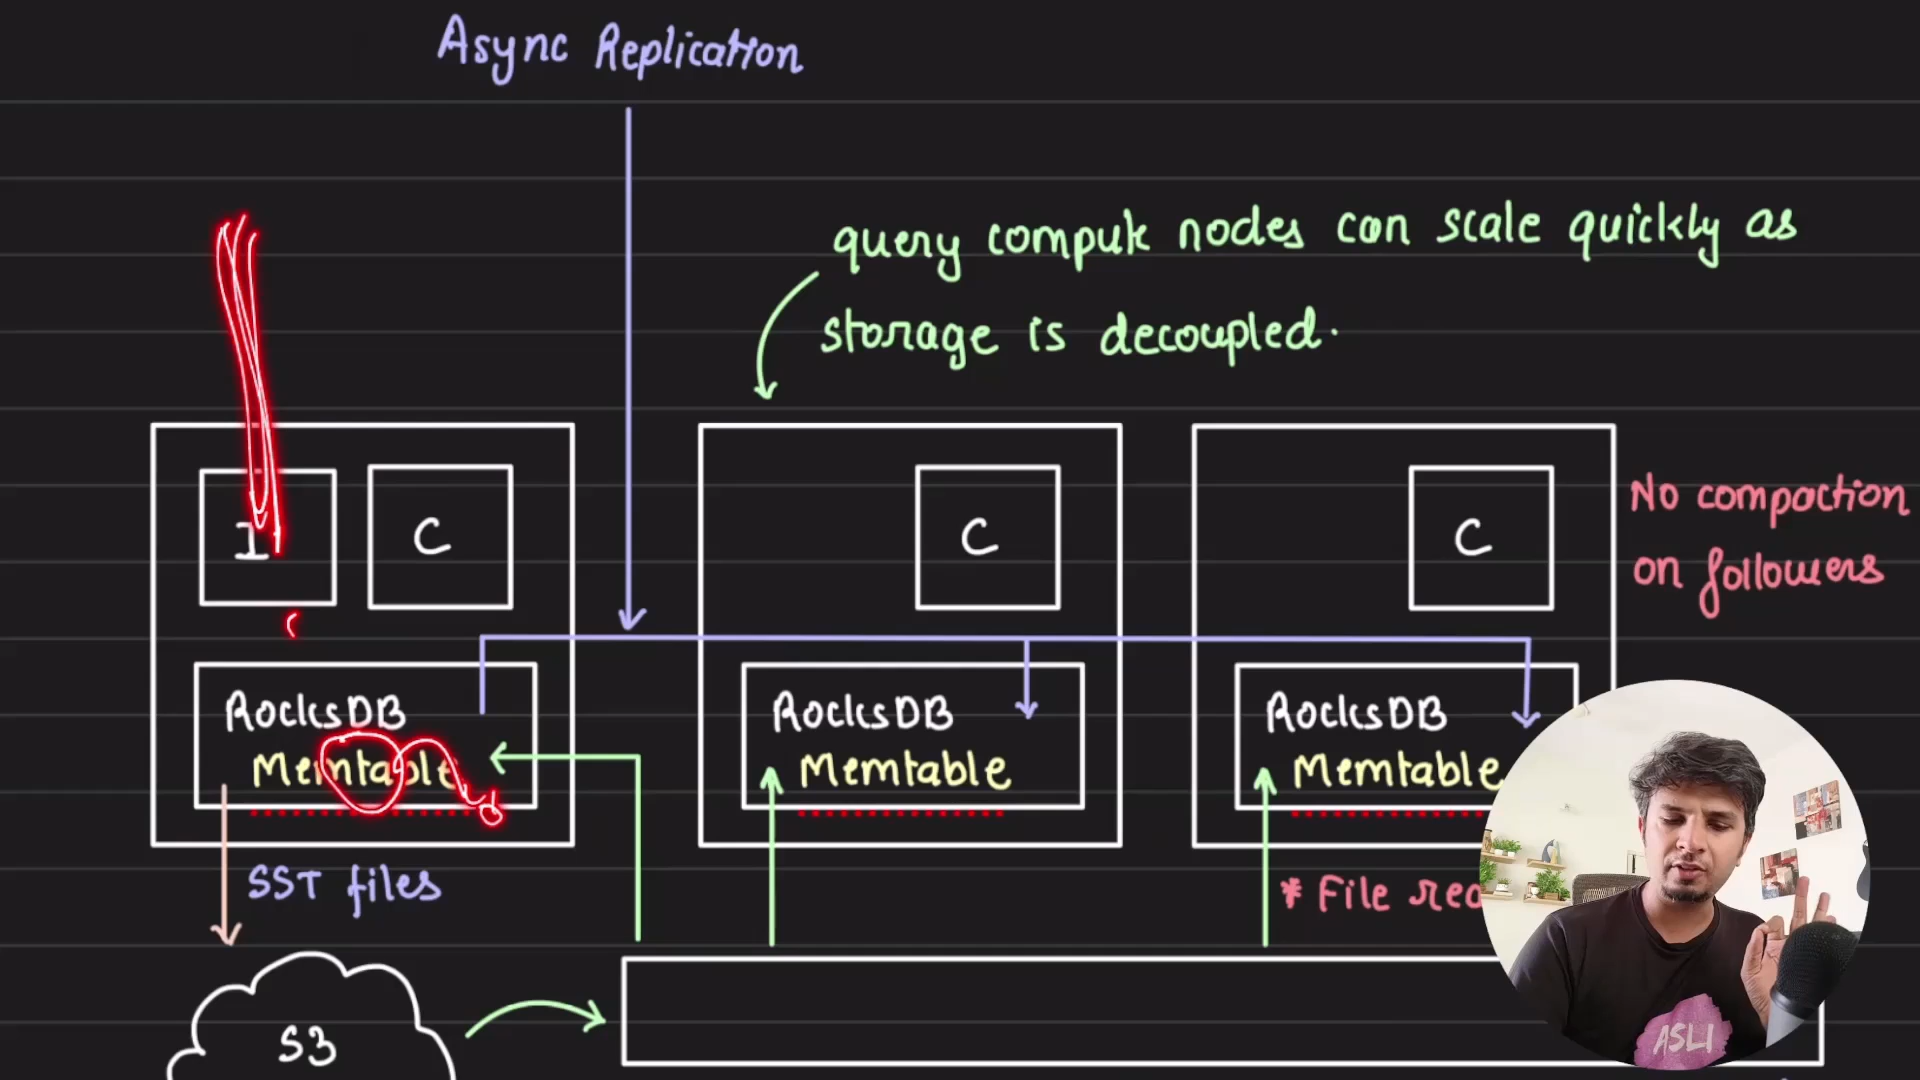 Async Replication
query compute nodes can scale quickly as
storage is decoupled.
I
C
C
C
No compaction
on followers
RocksDB
Memtable
RocksDB
Memtable
RocksDB
Memtable
SST files
* File
S3
ASLI